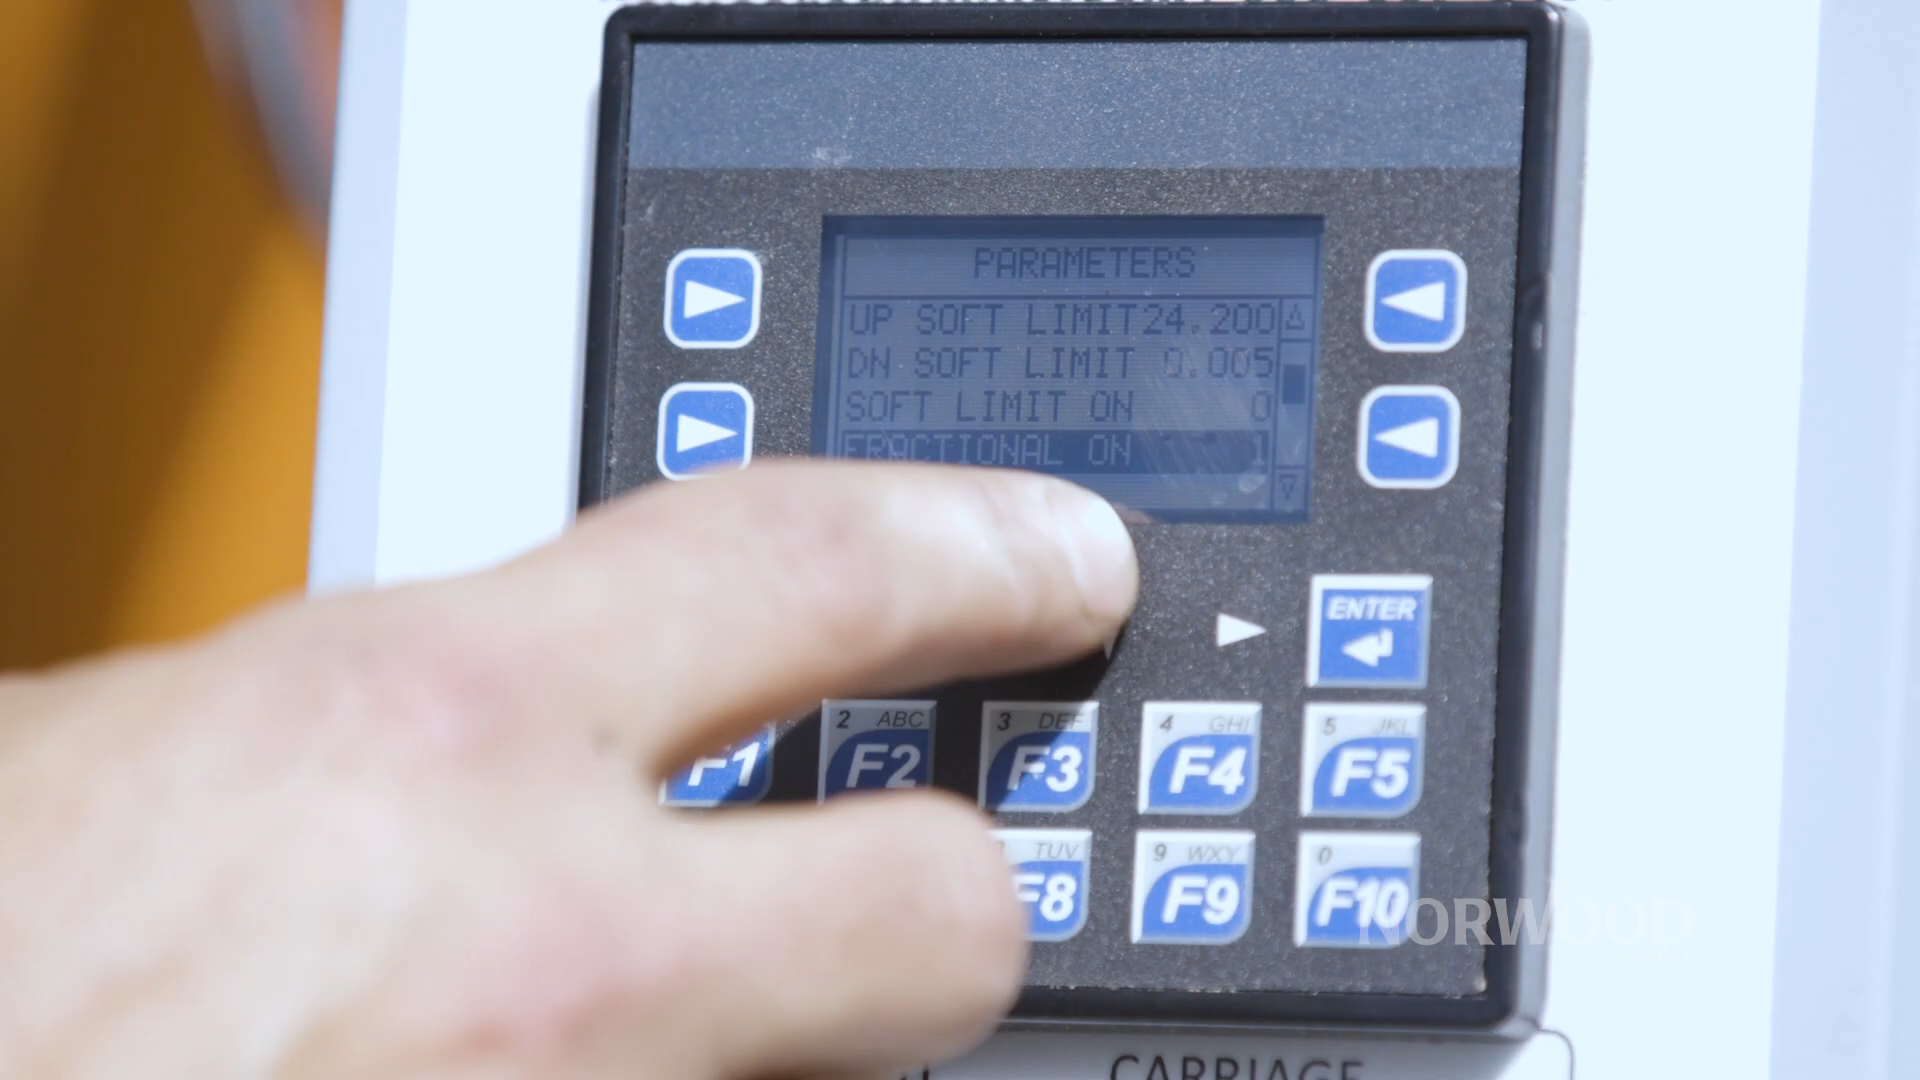 PARAMETERS
UP SOFT LIMIT 24.200
DN SOFT LIMIT 0.005
SOFT LIMIT ON 0
FRACTIONAL ON 1
ENTER
F1
2 ABC
F2
3 DEF
F3
4 GHI
F4
5 JKL
F5
TUV
F8
9 WXY
F9
0
F10
NORWOOD
CARRIAGE